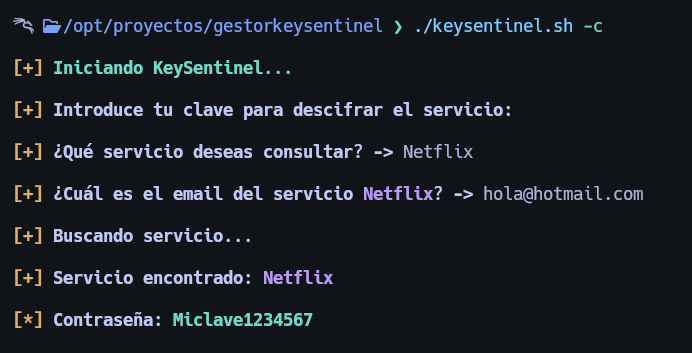 /opt/proyectos/gestorkeysentinel ❯ ./keysentinel.sh -c
[+] Iniciando KeySentinel...
[+] Introduce tu clave para descifrar el servicio:
[+] ¿Qué servicio deseas consultar? -> Netflix
[+] ¿Cuál es el email del servicio Netflix? -> hola@hotmail.com
[+] Buscando servicio...
[+] Servicio encontrado: Netflix
[*] Contraseña: Miclave1234567